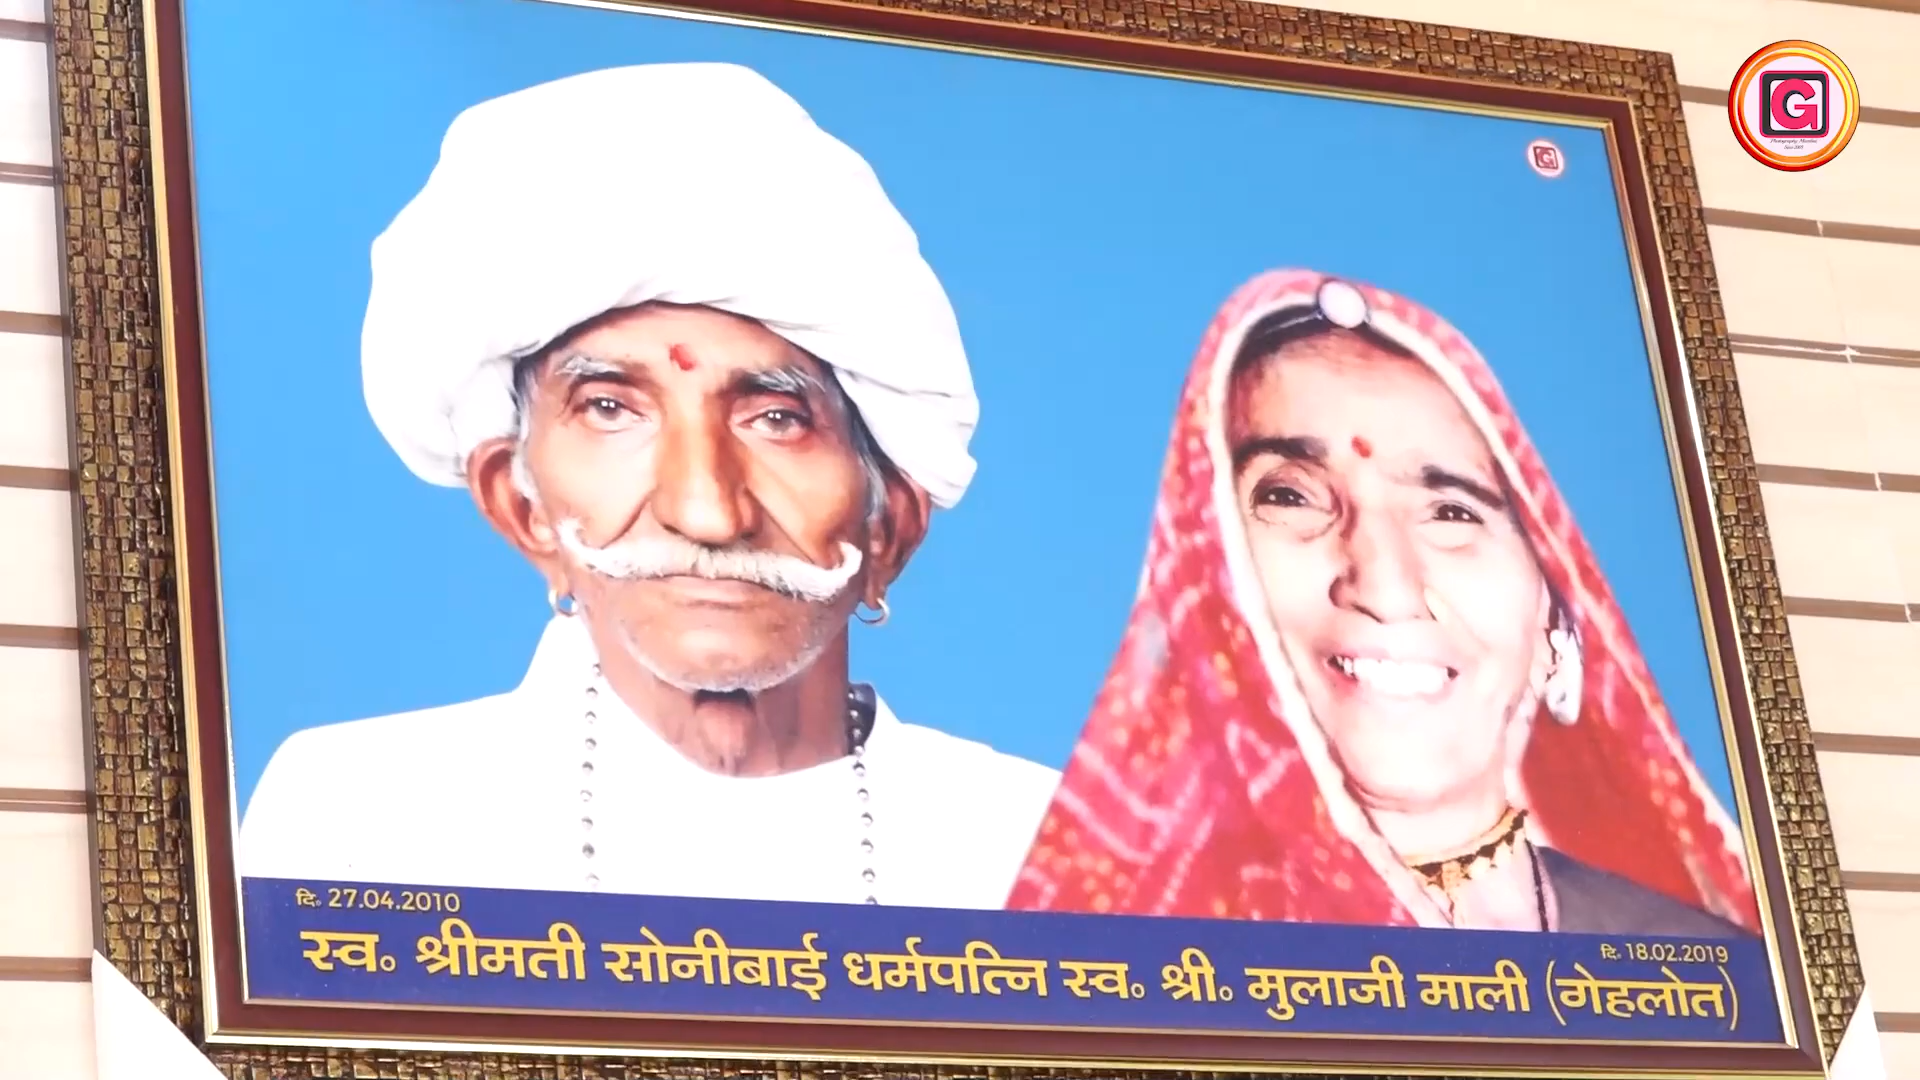 G
दि॰ 27.04.2010
दि॰ 18.02.2019
स्व॰ श्रीमती सोनीबाई धर्मपत्नि स्व॰ श्री॰ मुलाजी माली (गेहलोत)